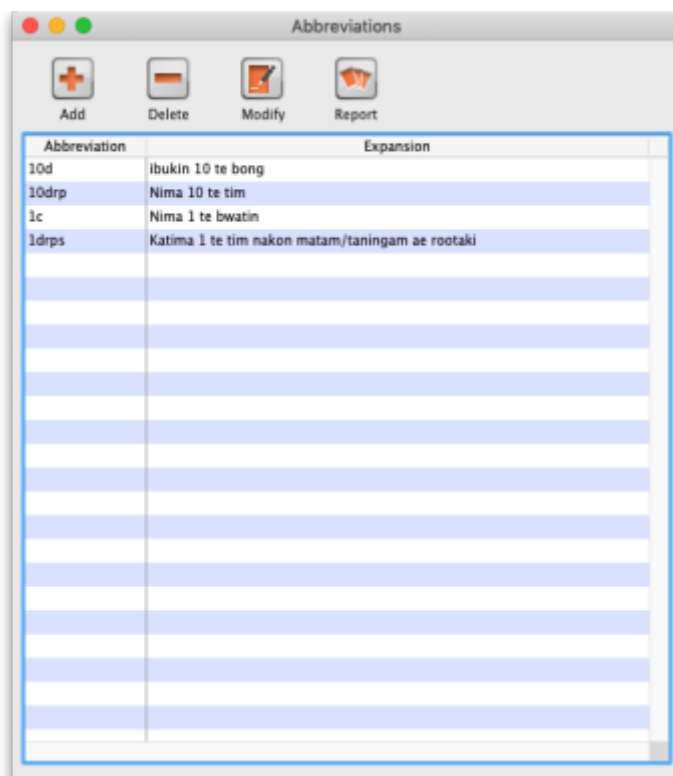 Abbreviations
Add Delete Modify Report
Abbreviation Expansion
10d ibukin 10 te bong
10drp Nima 10 te tim
1c Nima 1 te bwatin
1drps Katima 1 te tim nakon matam/taningam ae rootaki